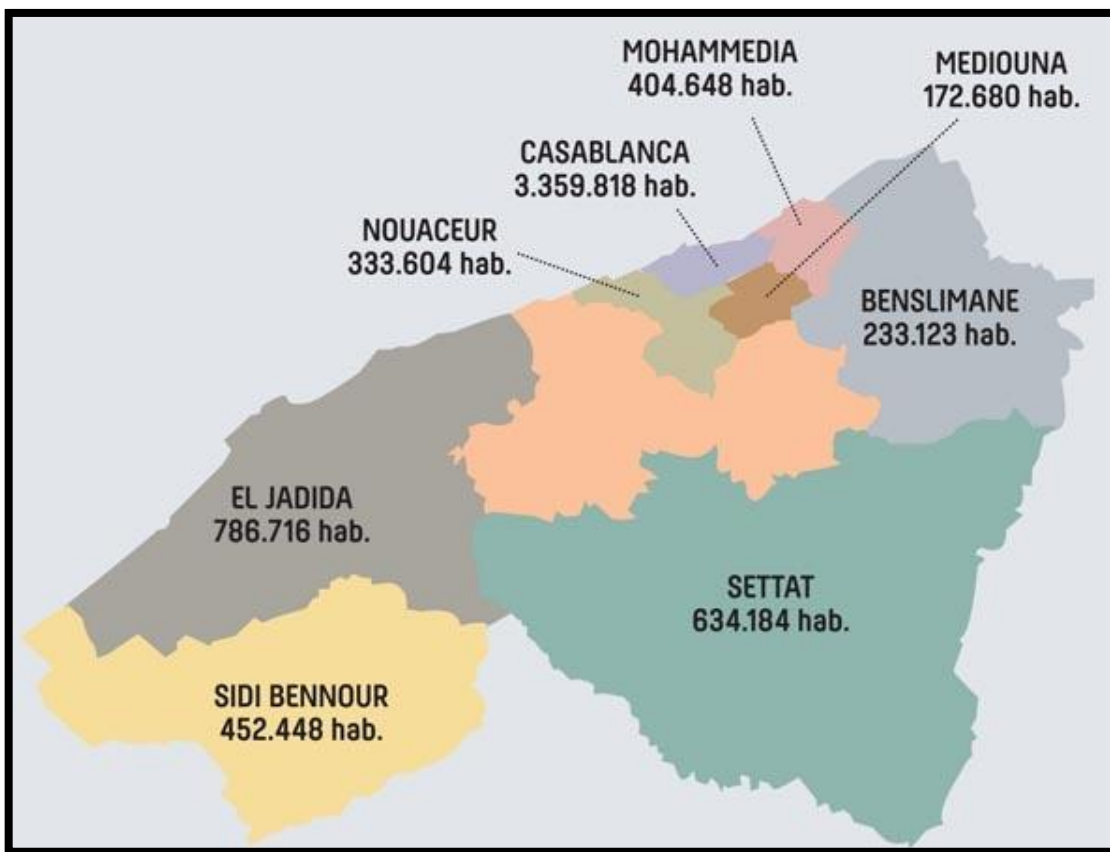 MOHAMMEDIA
404.648 hab.
MEDIOUNA
172.680 hab.
CASABLANCA
3.359.818 hab.
NOUACEUR
333.604 hab.
BENSLIMANE
233.123 hab.
EL JADIDA
786.716 hab.
SETTAT
634.184 hab.
SIDI BENNOUR
452.448 hab.